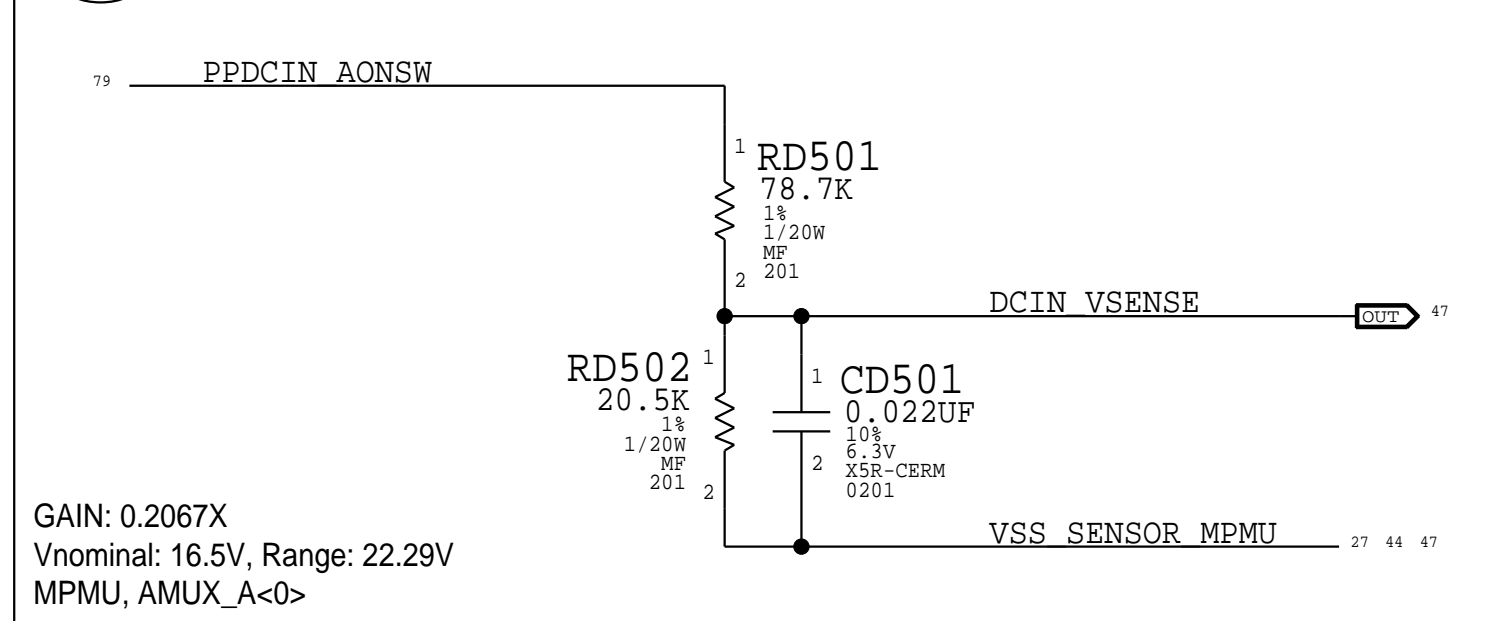 79 PPDCIN_AONSW
1
RD501
78.7K
1%
1/20W
MF
201
2
DCIN_VSENSE OUT 47
RD502
20.5K
1%
1/20W
MF
201
1
2
1
CD501
0.022UF
10%
6.3V
X5R-CERM
0201
2
VSS_SENSOR_MPMU 27 44 47
GAIN: 0.2067X
Vnominal: 16.5V, Range: 22.29V
MPMU, AMUX_A<0>